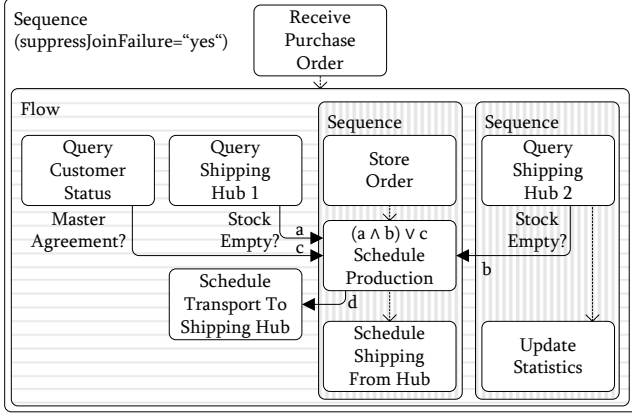 Sequence
(suppressJoinFailure=“yes“)
Receive
Purchase
Order
Flow
Query
Customer
Status
Query
Shipping
Hub 1
Sequence
Store
Order
Sequence
Query
Shipping
Hub 2
Master
Agreement?
Stock
Empty?
a
c
(a ∧ b) ∨ c
Schedule
Production
Stock
Empty?
b
Schedule
Transport To
Shipping Hub
d
Schedule
Shipping
From Hub
Update
Statistics